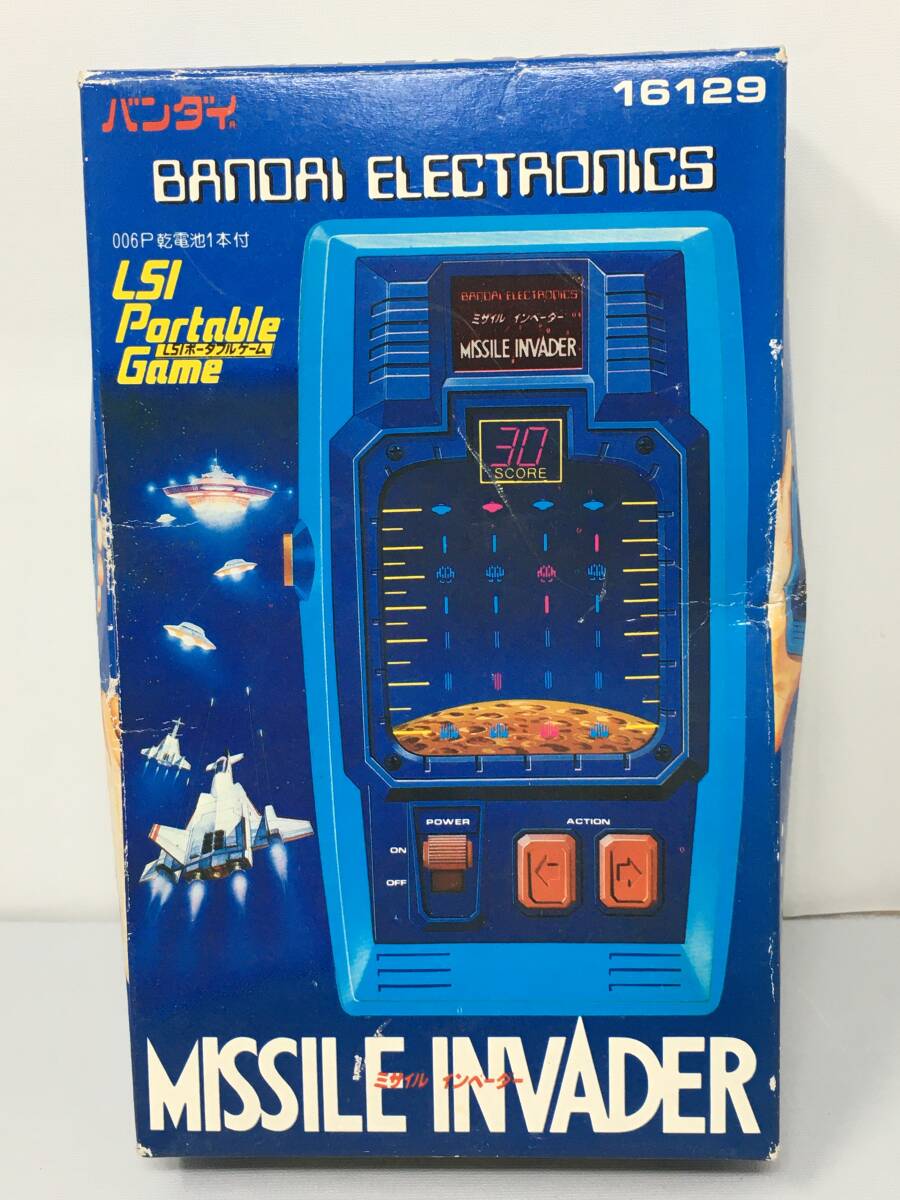 バンダイ
16129
BANDAI ELECTRONICS
006P乾電池1本付
LSI
Portable
LSIポータブルゲーム
Game
BANDAI ELECTRONICS
ミサイル インベーダー
MISSILE INVADER
30
SCORE
POWER
ACTION
ON
OFF
MISSILE INVADER
ミサイル インベーダー